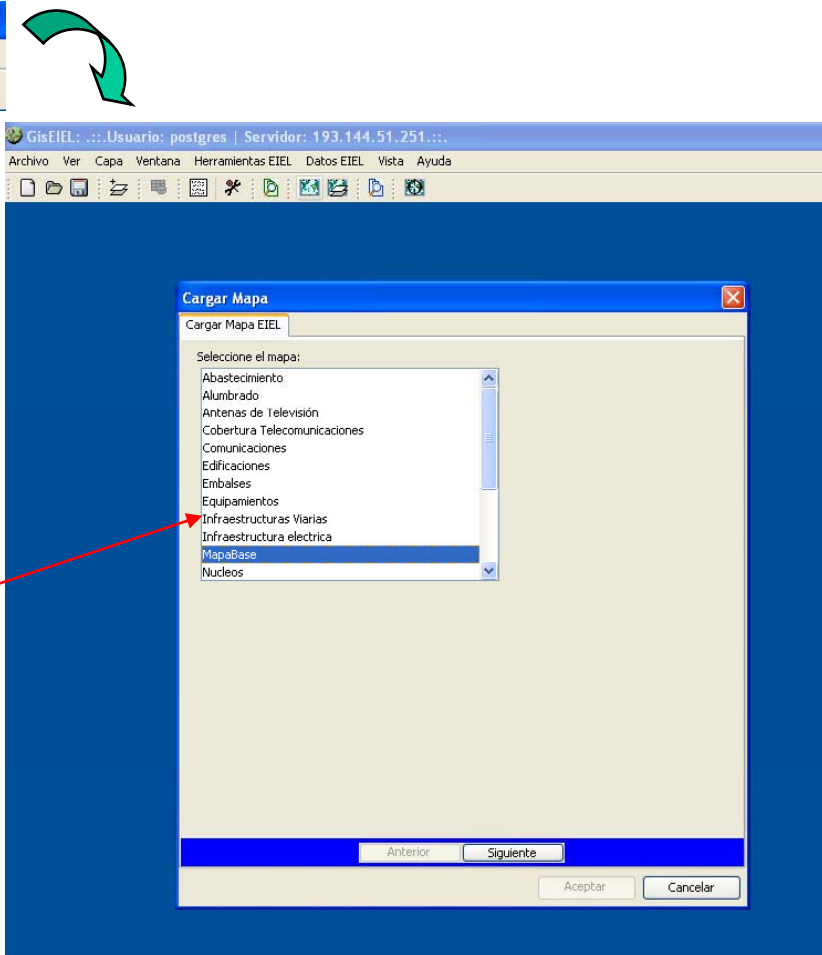 GisEIEL: .::.Usuario: postgres | Servidor: 193.144.51.251.::.
Archivo Ver Capa Ventana Herramientas EIEL Datos EIEL Vista Ayuda
Cargar Mapa
Cargar Mapa EIEL
Seleccione el mapa:
Abastecimiento
Alumbrado
Antenas de Televisión
Cobertura Telecomunicaciones
Comunicaciones
Edificaciones
Embalses
Equipamientos
Infraestructuras Viarias
Infraestructura electrica
MapaBase
Nucleos
Anterior Siguiente
Aceptar Cancelar